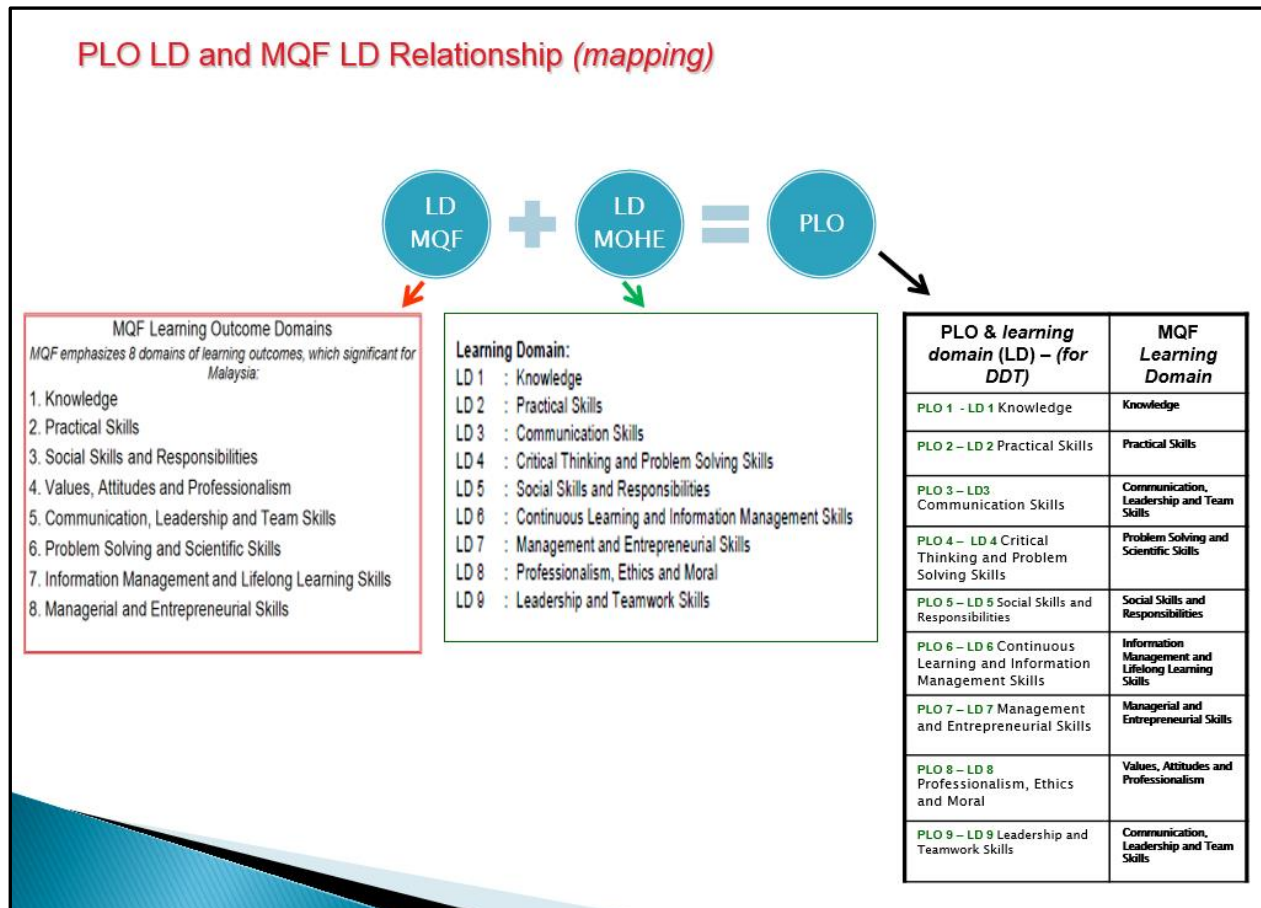 PLO LD and MQF LD Relationship (mapping)
LD
MQF
LD
MOHE
PLO
MQF Learning Outcome Domains
MQF emphasizes 8 domains of learning outcomes, which significant for
Malaysia:
1. Knowledge
2. Practical Skills
3. Social Skills and Responsibilities
4. Values, Attitudes and Professionalism
5. Communication, Leadership and Team Skills
6. Problem Solving and Scientific Skills
7. Information Management and Lifelong Learning Skills
8. Managerial and Entrepreneurial Skills
Learning Domain:
LD 1 : Knowledge
LD 2 : Practical Skills
LD 3 : Communication Skills
LD 4 : Critical Thinking and Problem Solving Skills
LD 5 : Social Skills and Responsibilities
LD 6 : Continuous Learning and Information Management Skills
LD 7 : Management and Entrepreneurial Skills
LD 8 : Professionalism, Ethics and Moral
LD 9 : Leadership and Teamwork Skills
PLO & learning
domain (LD) – (for
DDT)
MQF
Learning
Domain
PLO 1 - LD 1 Knowledge
Knowledge
PLO 2 – LD 2 Practical Skills
Practical Skills
PLO 3 – LD3
Communication Skills
Communication,
Leadership and Team
Skills
PLO 4 – LD 4 Critical
Thinking and Problem
Solving Skills
Problem Solving and
Scientific Skills
PLO 5 – LD 5 Social Skills and
Responsibilities
Social Skills and
Responsibilities
PLO 6 – LD 6 Continuous
Learning and Information
Management Skills
Information
Management and
Lifelong Learning
Skills
PLO 7 – LD 7 Management
and Entrepreneurial Skills
Managerial and
Entrepreneurial Skills
PLO 8 – LD 8
Professionalism, Ethics
and Moral
Values, Attitudes and
Professionalism
PLO 9 – LD 9 Leadership and
Teamwork Skills
Communication,
Leadership and Team
Skills